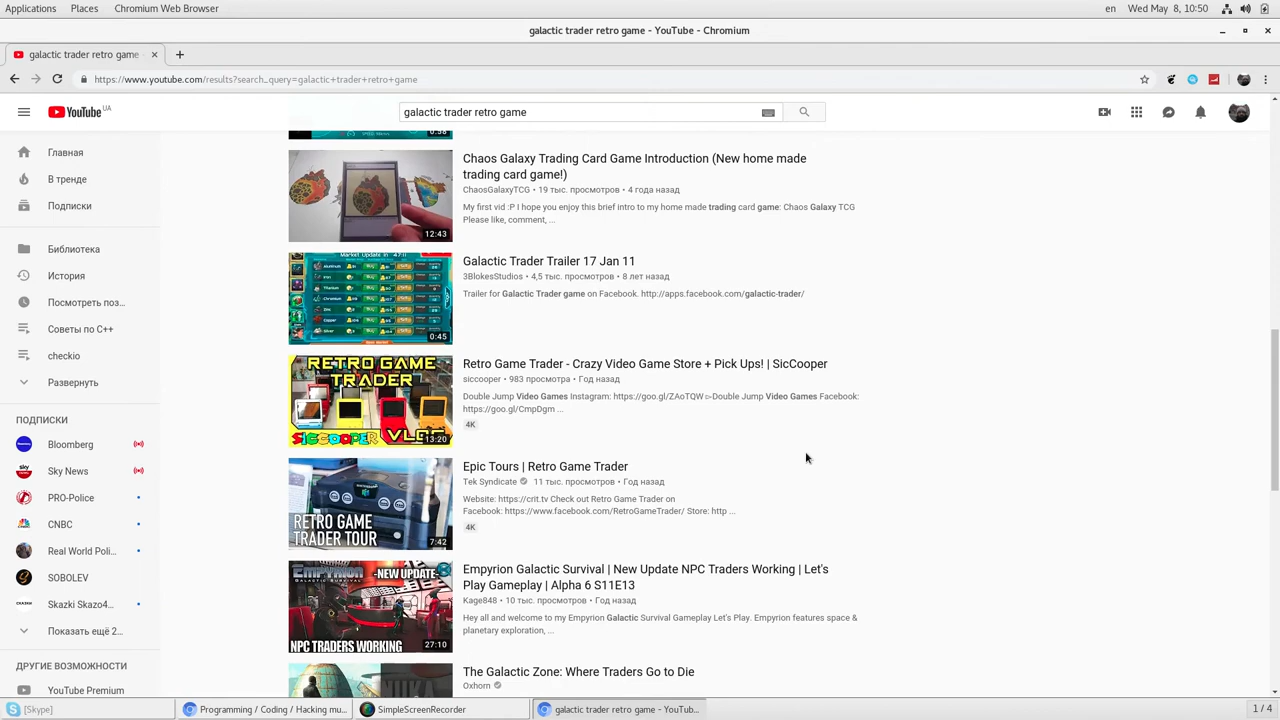 Applications Places Chromium Web Browser en Wed May 8, 10:50
galactic trader retro game - YouTube - Chromium
galactic trader retro game
https://www.youtube.com/results?search_query=galactic+trader+retro+game
YouTube UA galactic trader retro game
0:58
Главная
В тренде
Подписки
Библиотека
История
Посмотреть поз...
Советы по C++
checkio
Развернуть
ПОДПИСКИ
Bloomberg
Sky News
PRO-Police
CNBC
Real World Poli...
SOBOLEV
Skazki Skazo4...
Показать ещё 2...
ДРУГИЕ ВОЗМОЖНОСТИ
YouTube Premium
12:43
Chaos Galaxy Trading Card Game Introduction (New home made
trading card game!)
ChaosGalaxyTCG • 19 тыс. просмотров • 4 года назад
My first vid :P I hope you enjoy this brief intro to my home made trading card game: Chaos Galaxy TCG
Please like, comment, ...
0:45
Galactic Trader Trailer 17 Jan 11
3BlokesStudios • 4,5 тыс. просмотров • 8 лет назад
Trailer for Galactic Trader game on Facebook. http://apps.facebook.com/galactic-trader/
RETRO GAME
TRADER
SICCOOPER VLOG
13:20
Retro Game Trader - Crazy Video Game Store + Pick Ups! | SicCooper
siccooper • 983 просмотра • Год назад
Double Jump Video Games Instagram: https://goo.gl/ZAoTQW ▻Double Jump Video Games Facebook:
https://goo.gl/CmpDgm ...
4K
RETRO GAME
TRADER TOUR
7:42
Epic Tours | Retro Game Trader
Tek Syndicate 11 тыс. просмотров • Год назад
Website: https://crit.tv Check out Retro Game Trader on
Facebook: https://www.facebook.com/RetroGameTrader/ Store: http ...
4K
EMPYRION
GALACTIC SURVIVAL
-NEW UPDATE-
NPC TRADERS WORKING
27:10
Empyrion Galactic Survival | New Update NPC Traders Working | Let's
Play Gameplay | Alpha 6 S11E13
Kage848 • 10 тыс. просмотров • Год назад
Hey all and welcome to my Empyrion Galactic Survival Gameplay Let's Play. Empyrion features space &
planetary exploration, ...
The Galactic Zone: Where Traders Go to Die
Oxhorn
[Skype] Programming / Coding / Hacking mu... SimpleScreenRecorder galactic trader retro game - YouTub... 1 / 4